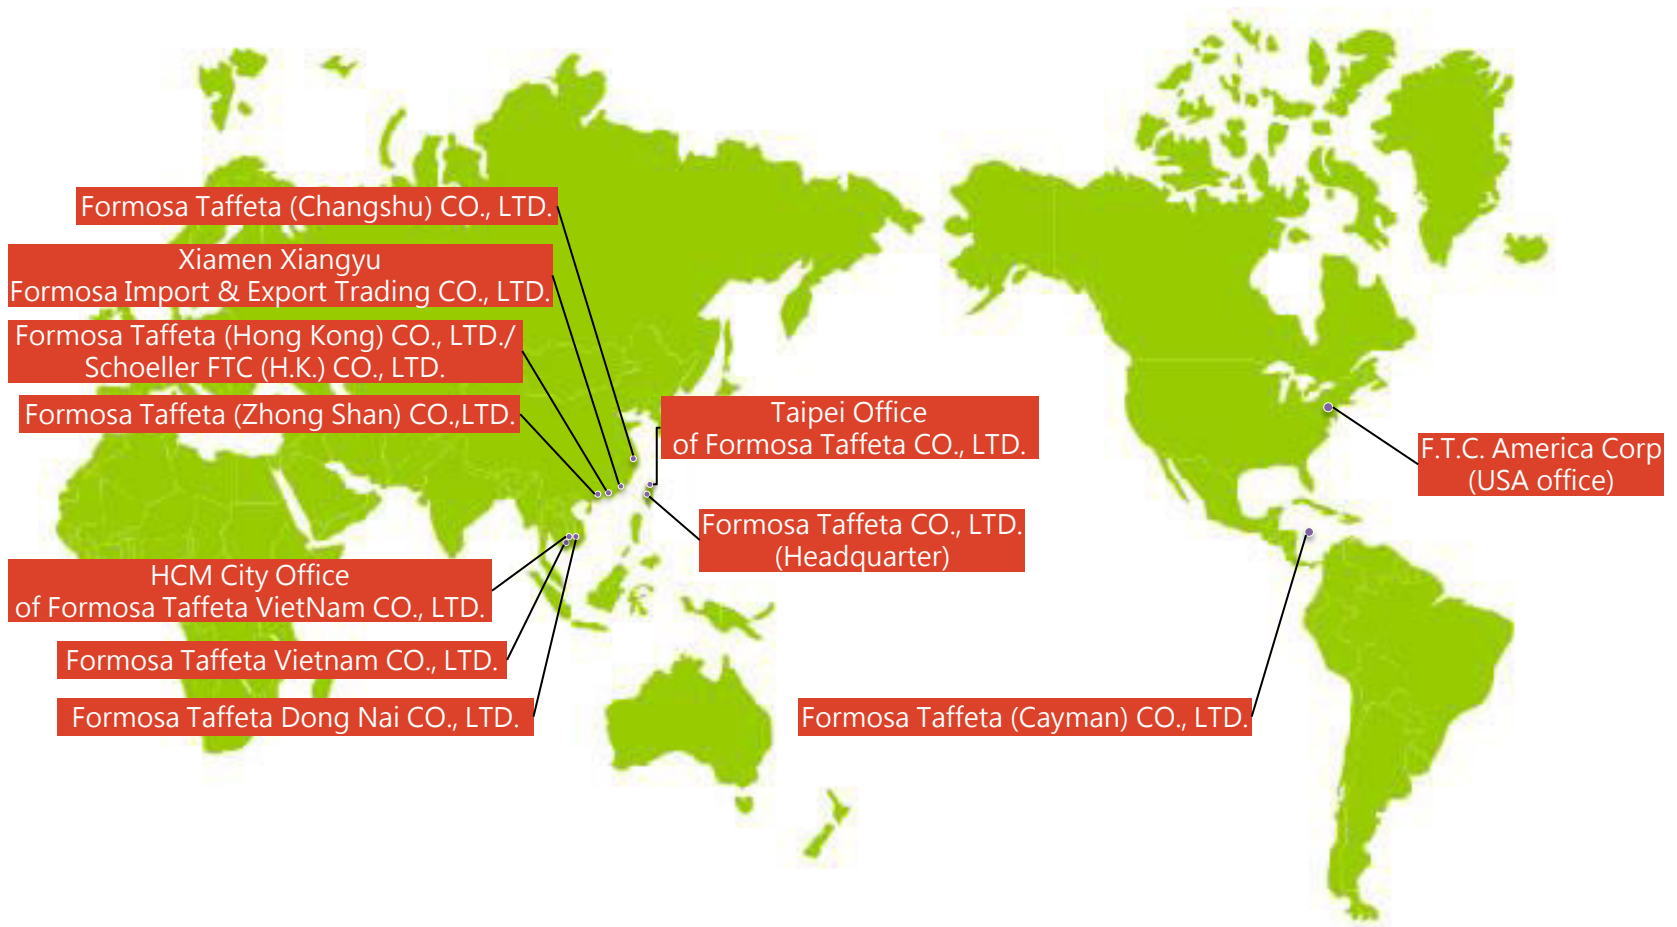 Formosa Taffeta (Changshu) CO., LTD.
Xiamen Xiangyu
Formosa Import & Export Trading CO., LTD.
Formosa Taffeta (Hong Kong) CO., LTD./
Schoeller FTC (H.K.) CO., LTD.
Formosa Taffeta (Zhong Shan) CO.,LTD.
Taipei Office
of Formosa Taffeta CO., LTD.
F.T.C. America Corp
(USA office)
Formosa Taffeta CO., LTD.
(Headquarter)
HCM City Office
of Formosa Taffeta VietNam CO., LTD.
Formosa Taffeta Vietnam CO., LTD.
Formosa Taffeta Dong Nai CO., LTD.
Formosa Taffeta (Cayman) CO., LTD.